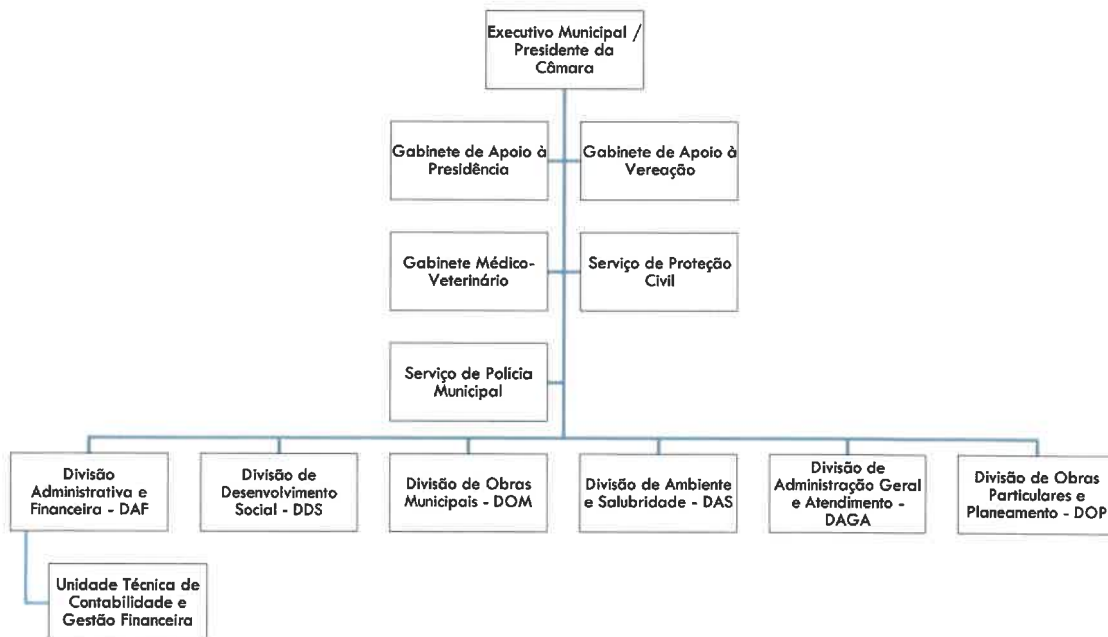 Executivo Municipal /
Presidente da
Câmara
Gabinete de Apoio à
Presidência
Gabinete de Apoio à
Vereação
Gabinete Médico-
Veterinário
Serviço de Proteção
Civil
Serviço de Polícia
Municipal
Divisão
Administrativa e
Financeira - DAF
Divisão de
Desenvolvimento
Social - DDS
Divisão de Obras
Municipais - DOM
Divisão de Ambiente
e Salubridade - DAS
Divisão de
Administração Geral
e Atendimento -
DAGA
Divisão de Obras
Particulares e
Planeamento - DOP
Unidade Técnica de
Contabilidade e
Gestão Financeira